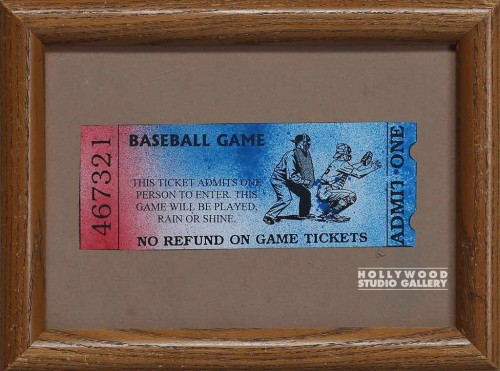 467321
BASEBALL GAME
THIS TICKET ADMITS ONE
PERSON TO ENTER. THIS
GAME WILL BE PLAYED,
RAIN OR SHINE.
NO REFUND ON GAME TICKETS
ADMIT • ONE
HOLLYWOOD
STUDIO GALLERY